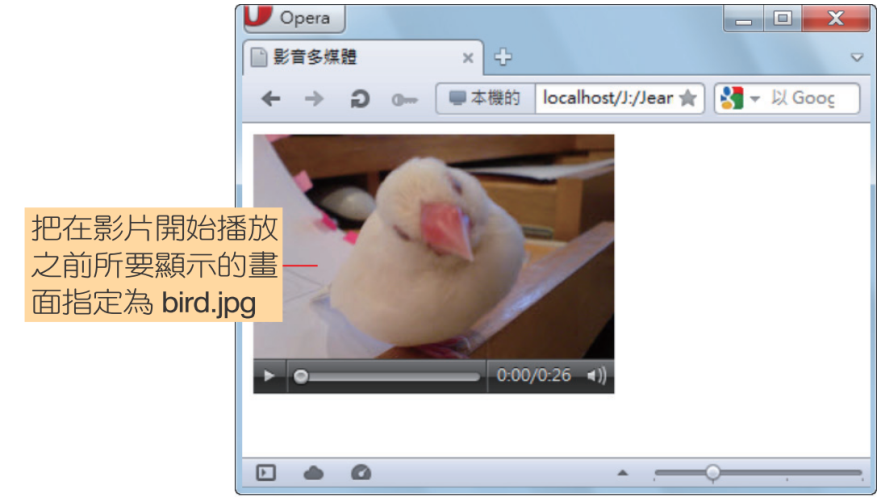 Opera
影音多媒體
本機的
localhost/J:/Jear
以 Goog
把在影片開始播放
之前所要顯示的畫
面指定為 bird.jpg
0:00/0:26